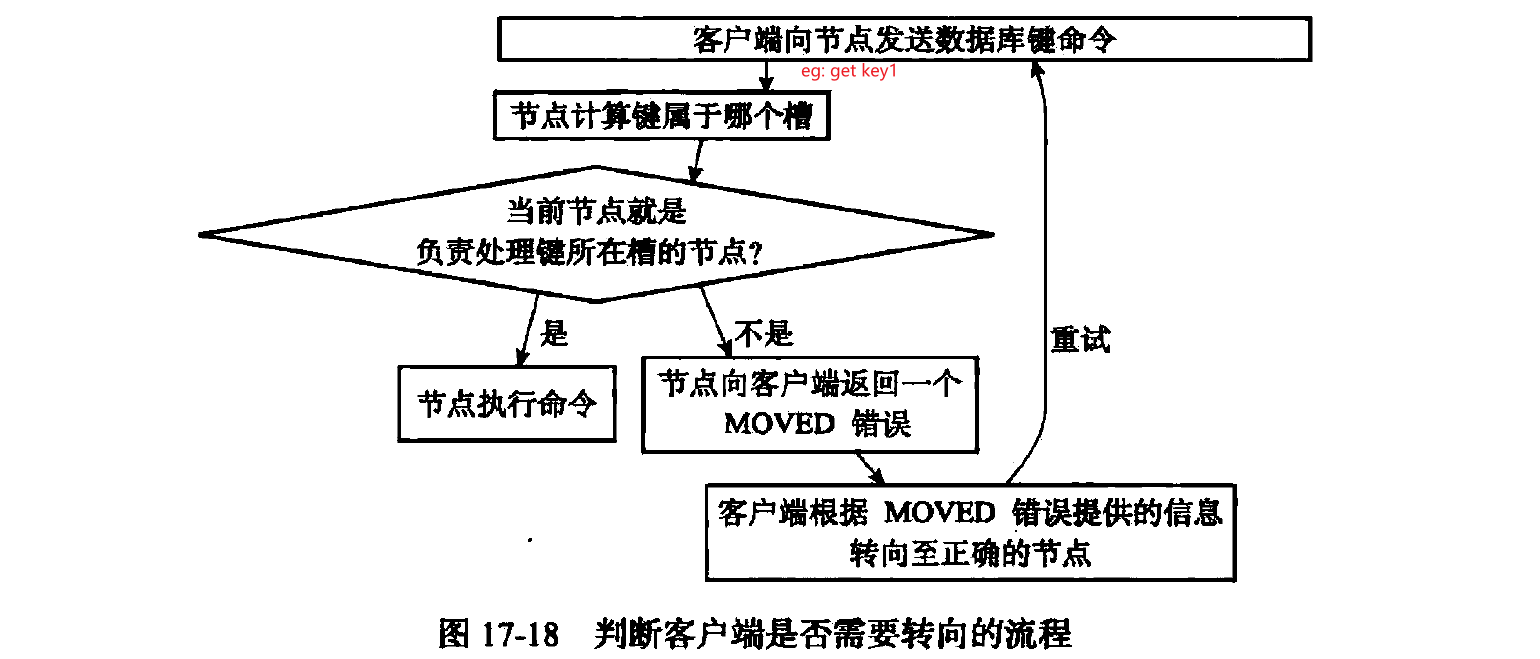 客户端向节点发送数据库键命令
eg: get key1
节点计算键属于哪个槽
当前节点就是
负责处理键所在槽的节点?
是
不是
重试
节点执行命令
节点向客户端返回一个
MOVED 错误
客户端根据 MOVED 错误提供的信息
转向至正确的节点
图 17-18 判断客户端是否需要转向的流程